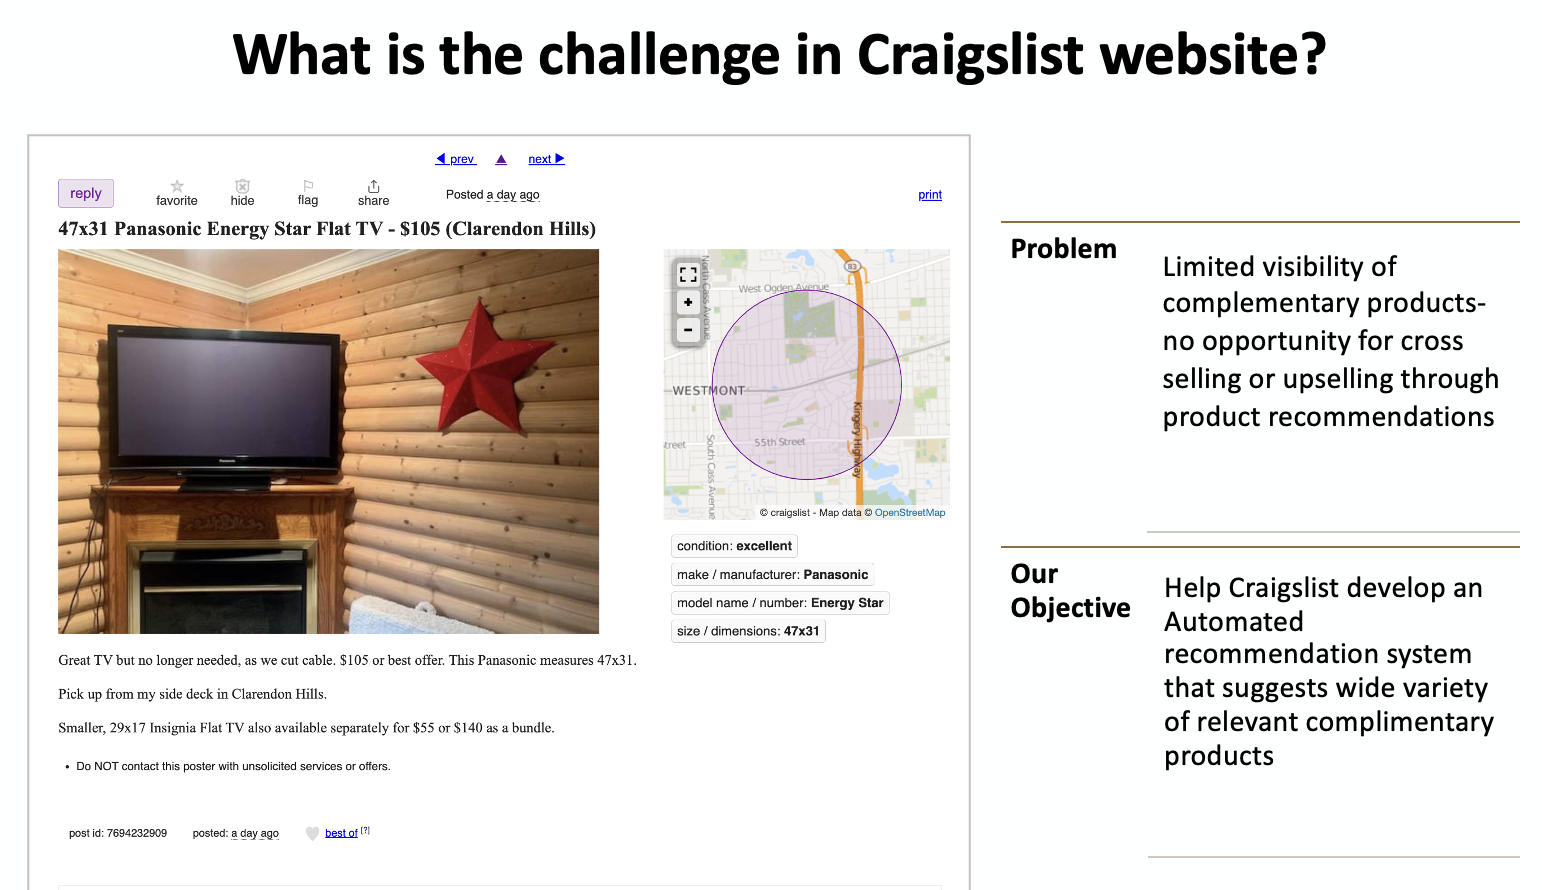 What is the challenge in Craigslist website?
◀ prev ▲ next ▶
reply
favorite
hide
flag
share
Posted a day ago
print
47x31 Panasonic Energy Star Flat TV - $105 (Clarendon Hills)
Panasonic
+
-
North Cass Avenue
West Ogden Avenue
83
WESTMONT
Kingery Highway
55th Street
treet
South Cass Avenue
© craigslist - Map data © OpenStreetMap
condition: excellent
make / manufacturer: Panasonic
model name / number: Energy Star
size / dimensions: 47x31
Great TV but no longer needed, as we cut cable. $105 or best offer. This Panasonic measures 47x31.
Pick up from my side deck in Clarendon Hills.
Smaller, 29x17 Insignia Flat TV also available separately for $55 or $140 as a bundle.
• Do NOT contact this poster with unsolicited services or offers.
post id: 7694232909
posted: a day ago
best of [?]
Problem
Limited visibility of
complementary products-
no opportunity for cross
selling or upselling through
product recommendations
Our
Objective
Help Craigslist develop an
Automated
recommendation system
that suggests wide variety
of relevant complimentary
products